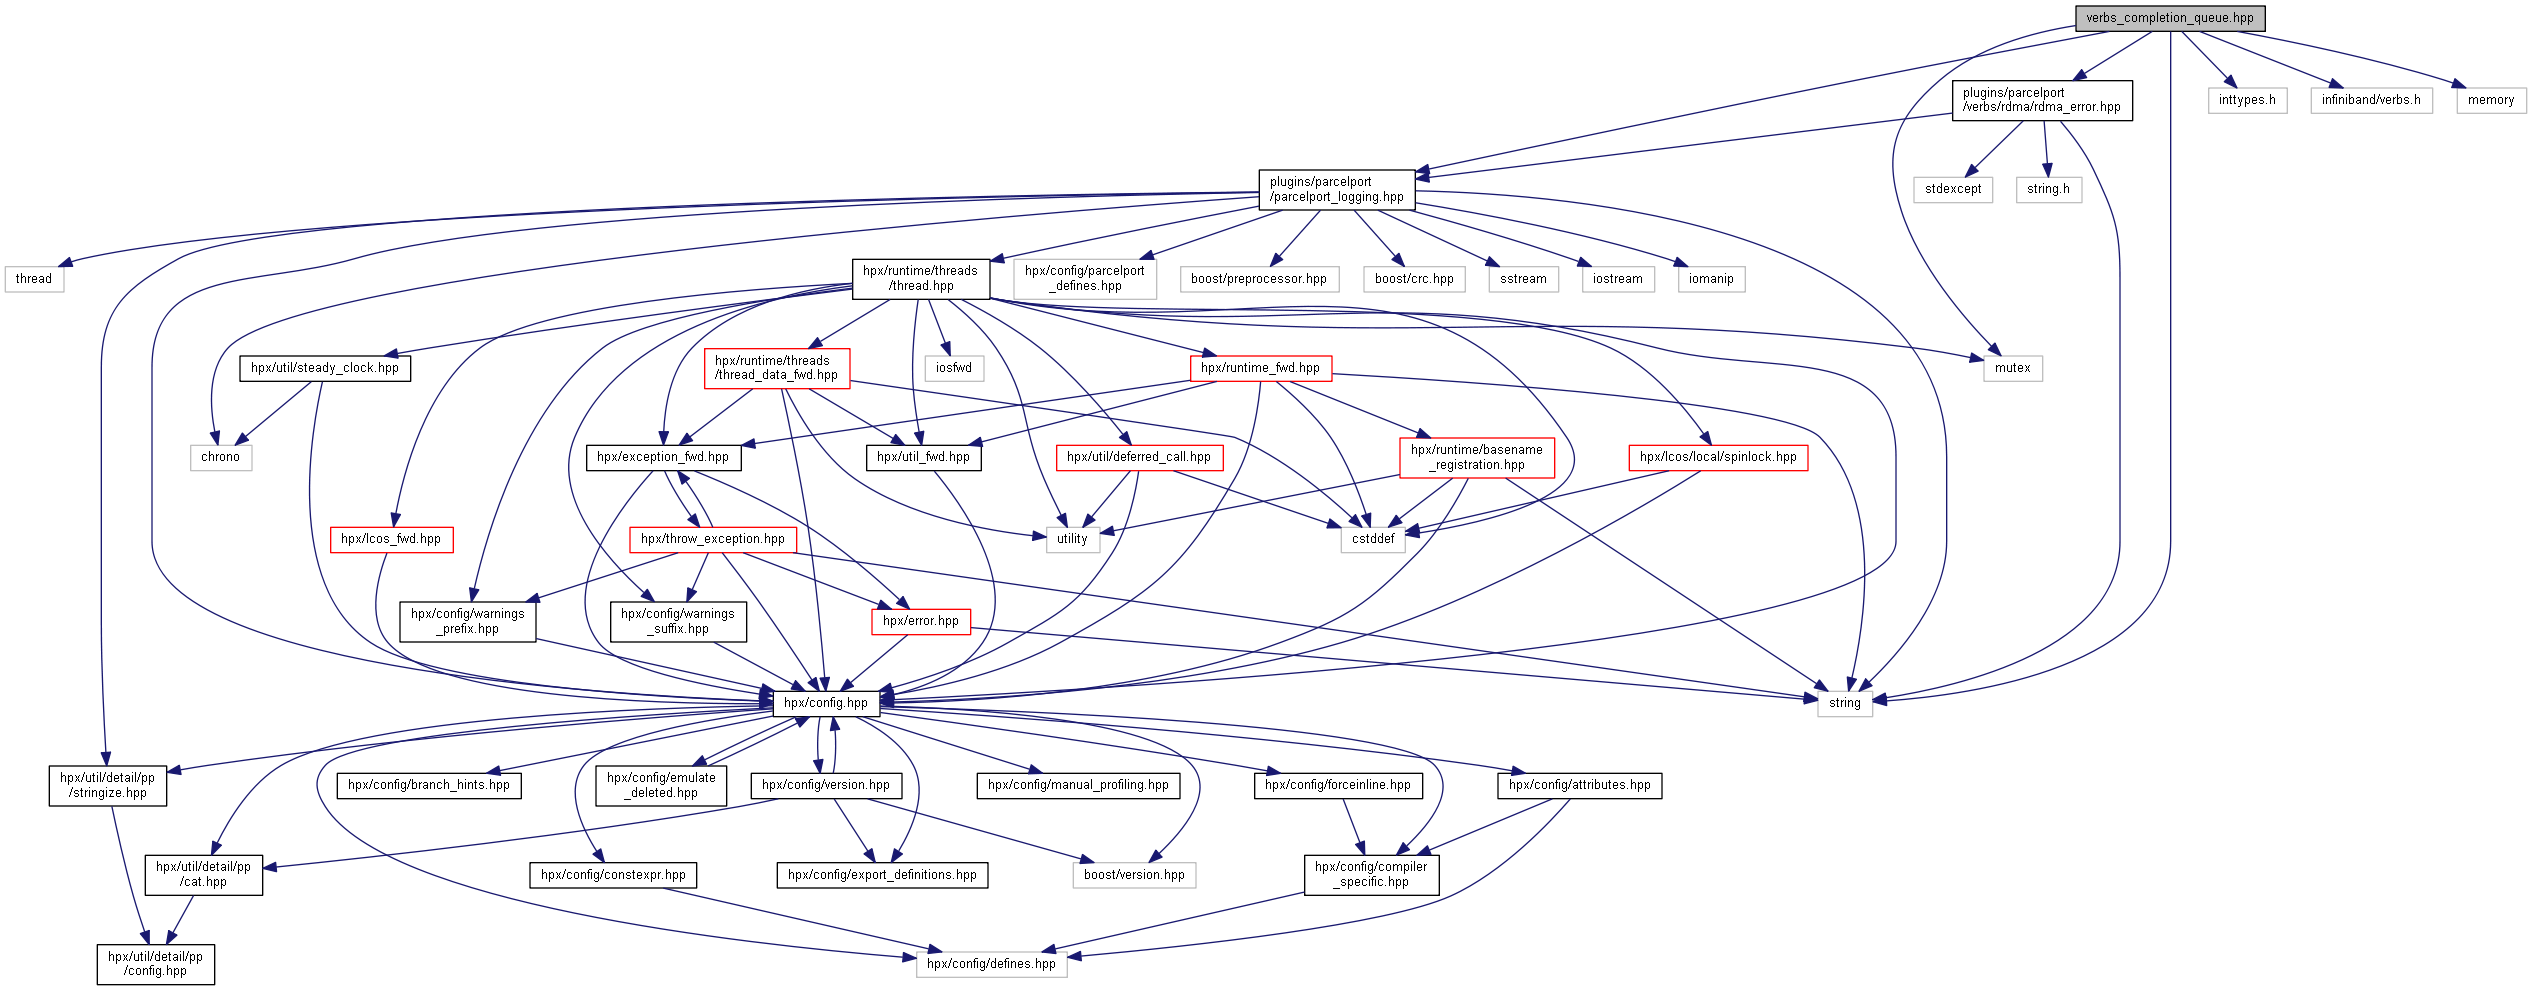 verbs_completion_queue.hpp
plugins/parcelport
/verbs/rdma/rdma_error.hpp
inttypes.h
infiniband/verbs.h
memory
plugins/parcelport
/parcelport_logging.hpp
stdexcept
string.h
thread
hpx/runtime/threads
/thread.hpp
hpx/config/parcelport
_defines.hpp
boost/preprocessor.hpp
boost/crc.hpp
sstream
iostream
iomanip
hpx/util/steady_clock.hpp
hpx/runtime/threads
/thread_data_fwd.hpp
iosfwd
hpx/runtime_fwd.hpp
mutex
chrono
hpx/exception_fwd.hpp
hpx/util_fwd.hpp
hpx/util/deferred_call.hpp
hpx/runtime/basename
_registration.hpp
hpx/lcos/local/spinlock.hpp
hpx/lcos_fwd.hpp
hpx/throw_exception.hpp
utility
cstddef
hpx/config/warnings
_prefix.hpp
hpx/config/warnings
_suffix.hpp
hpx/error.hpp
hpx/config.hpp
string
hpx/util/detail/pp
/stringize.hpp
hpx/config/branch_hints.hpp
hpx/config/emulate
_deleted.hpp
hpx/config/version.hpp
hpx/config/manual_profiling.hpp
hpx/config/forceinline.hpp
hpx/config/attributes.hpp
hpx/util/detail/pp
/cat.hpp
hpx/config/constexpr.hpp
hpx/config/export_definitions.hpp
boost/version.hpp
hpx/config/compiler
_specific.hpp
hpx/util/detail/pp
/config.hpp
hpx/config/defines.hpp